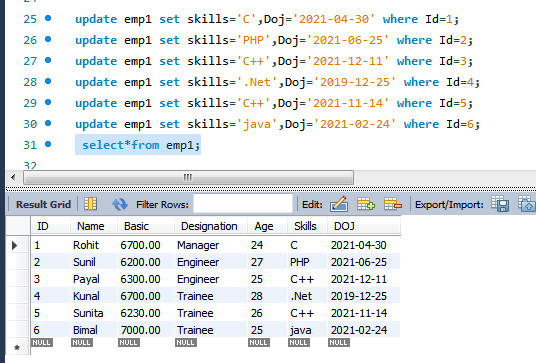 25 update emp1 set skills='C',Doj='2021-04-30' where Id=1;
26 update emp1 set skills='PHP',Doj='2021-06-25' where Id=2;
27 update emp1 set skills='C++',Doj='2021-12-11' where Id=3;
28 update emp1 set skills='.Net',Doj='2019-12-25' where Id=4;
29 update emp1 set skills='C++',Doj='2021-11-14' where Id=5;
30 update emp1 set skills='java',Doj='2021-02-24' where Id=6;
31 select*from emp1;
32
Result Grid Filter Rows: Edit: Export/Import:
ID Name Basic Designation Age Skills DOJ
1 Rohit 6700.00 Manager 24 C 2021-04-30
2 Sunil 6200.00 Engineer 27 PHP 2021-06-25
3 Payal 6300.00 Engineer 25 C++ 2021-12-11
4 Kunal 6700.00 Trainee 28 .Net 2019-12-25
5 Sunita 6230.00 Trainee 26 C++ 2021-11-14
6 Bimal 7000.00 Trainee 25 java 2021-02-24
* NULL NULL NULL NULL NULL NULL NULL